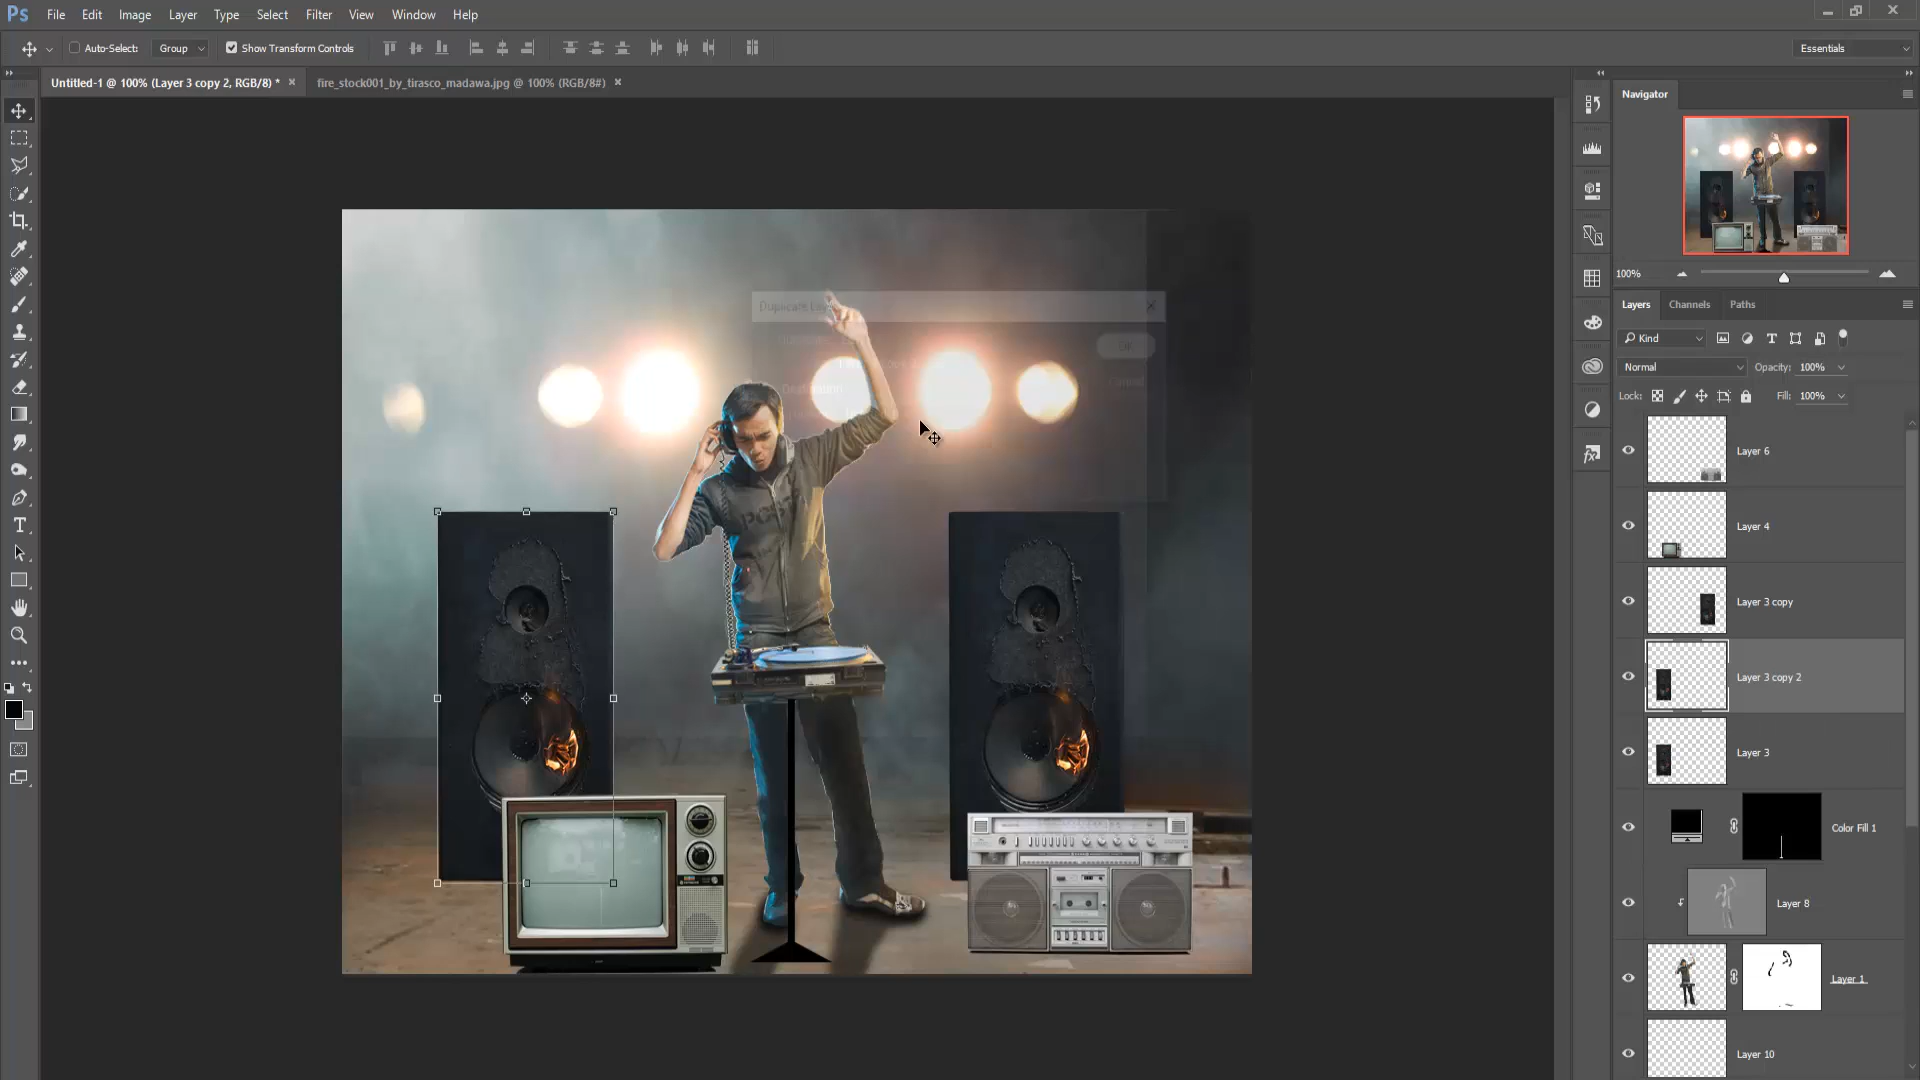 Ps File Edit Image Layer Type Select Filter View Window Help
Auto-Select: Group Show Transform Controls Essentials
Untitled-1 @ 100% (Layer 3 copy 2, RGB/8) * × fire_stock001_by_tirasco_madawa.jpg @ 100% (RGB/8#) ×
Navigator
100%
Layers Channels Paths
Kind
Normal Opacity: 100%
Lock: Fill: 100%
Layer 6
Layer 4
Layer 3 copy
Layer 3 copy 2
Layer 3
Color Fill 1
Layer 8
Layer 1
Layer 10